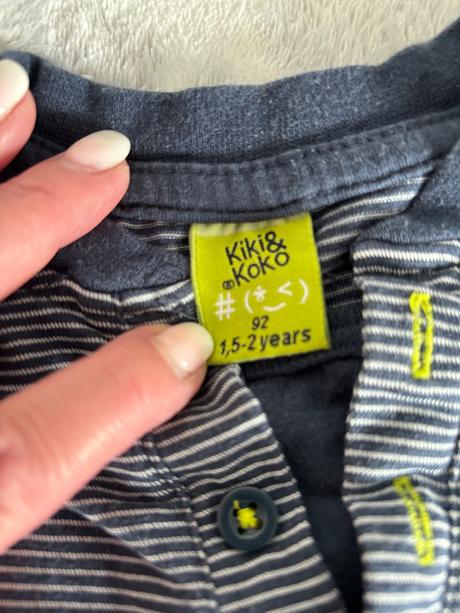 Kiki&
Koko
#(*_<)
92
1,5-2years